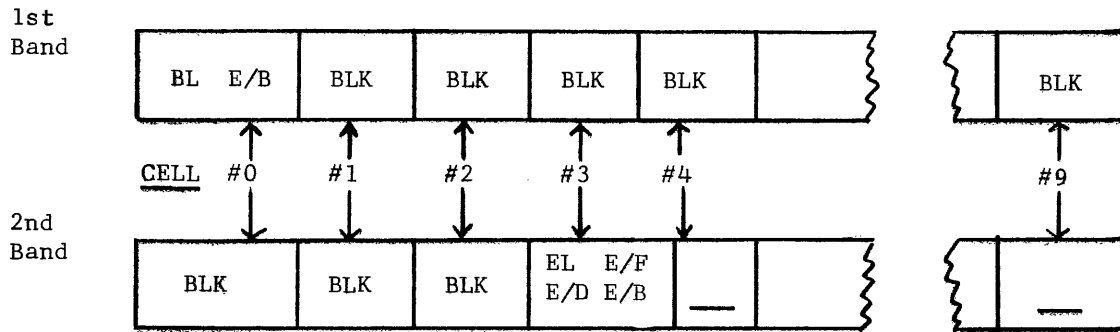 1st
Band
BL E/B BLK BLK BLK BLK BLK
CELL #0 #1 #2 #3 #4 #9
2nd
Band
BLK BLK BLK EL E/F
E/D E/B